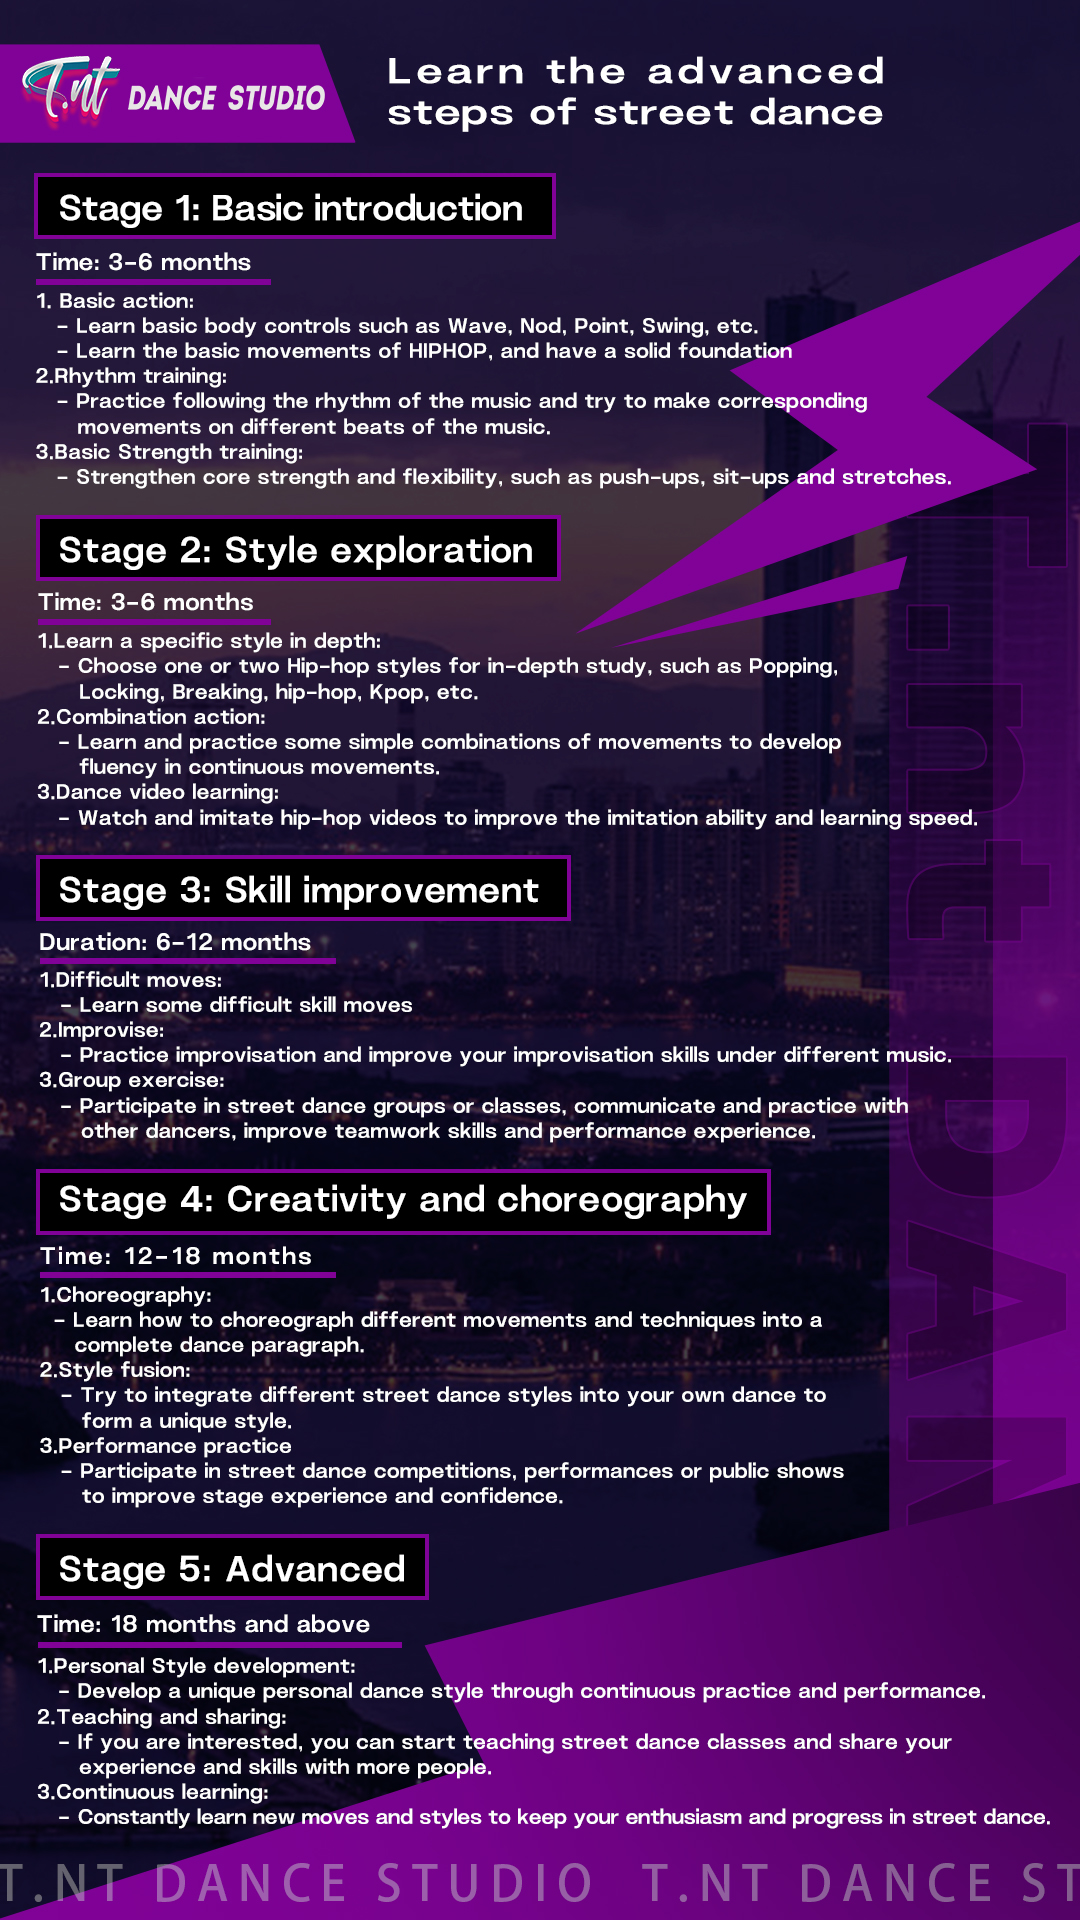 T.nt DANCE STUDIO
Learn the advanced
steps of street dance
Stage 1: Basic introduction
Time: 3-6 months
1. Basic action:
- Learn basic body controls such as Wave, Nod, Point, Swing, etc.
- Learn the basic movements of HIPHOP, and have a solid foundation
2.Rhythm training:
- Practice following the rhythm of the music and try to make corresponding
movements on different beats of the music.
3.Basic Strength training:
- Strengthen core strength and flexibility, such as push-ups, sit-ups and stretches.
Stage 2: Style exploration
Time: 3-6 months
1.Learn a specific style in depth:
- Choose one or two Hip-hop styles for in-depth study, such as Popping,
Locking, Breaking, hip-hop, Kpop, etc.
2.Combination action:
- Learn and practice some simple combinations of movements to develop
fluency in continuous movements.
3.Dance video learning:
- Watch and imitate hip-hop videos to improve the imitation ability and learning speed.
Stage 3: Skill improvement
Duration: 6-12 months
1.Difficult moves:
- Learn some difficult skill moves
2.Improvise:
- Practice improvisation and improve your improvisation skills under different music.
3.Group exercise:
- Participate in street dance groups or classes, communicate and practice with
other dancers, improve teamwork skills and performance experience.
Stage 4: Creativity and choreography
Time: 12-18 months
1.Choreography:
- Learn how to choreograph different movements and techniques into a
complete dance paragraph.
2.Style fusion:
- Try to integrate different street dance styles into your own dance to
form a unique style.
3.Performance practice
- Participate in street dance competitions, performances or public shows
to improve stage experience and confidence.
Stage 5: Advanced
Time: 18 months and above
1.Personal Style development:
- Develop a unique personal dance style through continuous practice and performance.
2.Teaching and sharing:
- If you are interested, you can start teaching street dance classes and share your
experience and skills with more people.
3.Continuous learning:
- Constantly learn new moves and styles to keep your enthusiasm and progress in street dance.
T.nt DAN
T.NT DANCE STUDIO T.NT DANCE ST